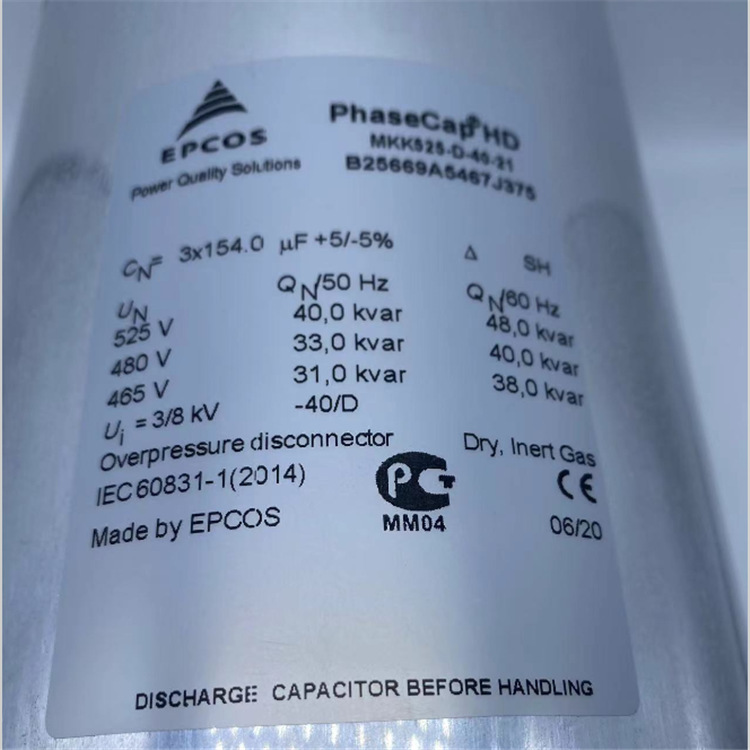 EPCOS
Power Quality Solutions
PhaseCap® HD
MKK525-D-40-21
B25669A5467J375
CN= 3x154.0 µF +5/-5% Δ SH
UN QN/50 Hz QN/60 Hz
525 V 40,0 kvar 48,0 kvar
480 V 33,0 kvar 40,0 kvar
465 V 31,0 kvar 38,0 kvar
Ui = 3/8 kV -40/D
Overpressure disconnector Dry, Inert Gas
IEC 60831-1(2014) PG CE
MM04
Made by EPCOS 06/20
DISCHARGE CAPACITOR BEFORE HANDLING